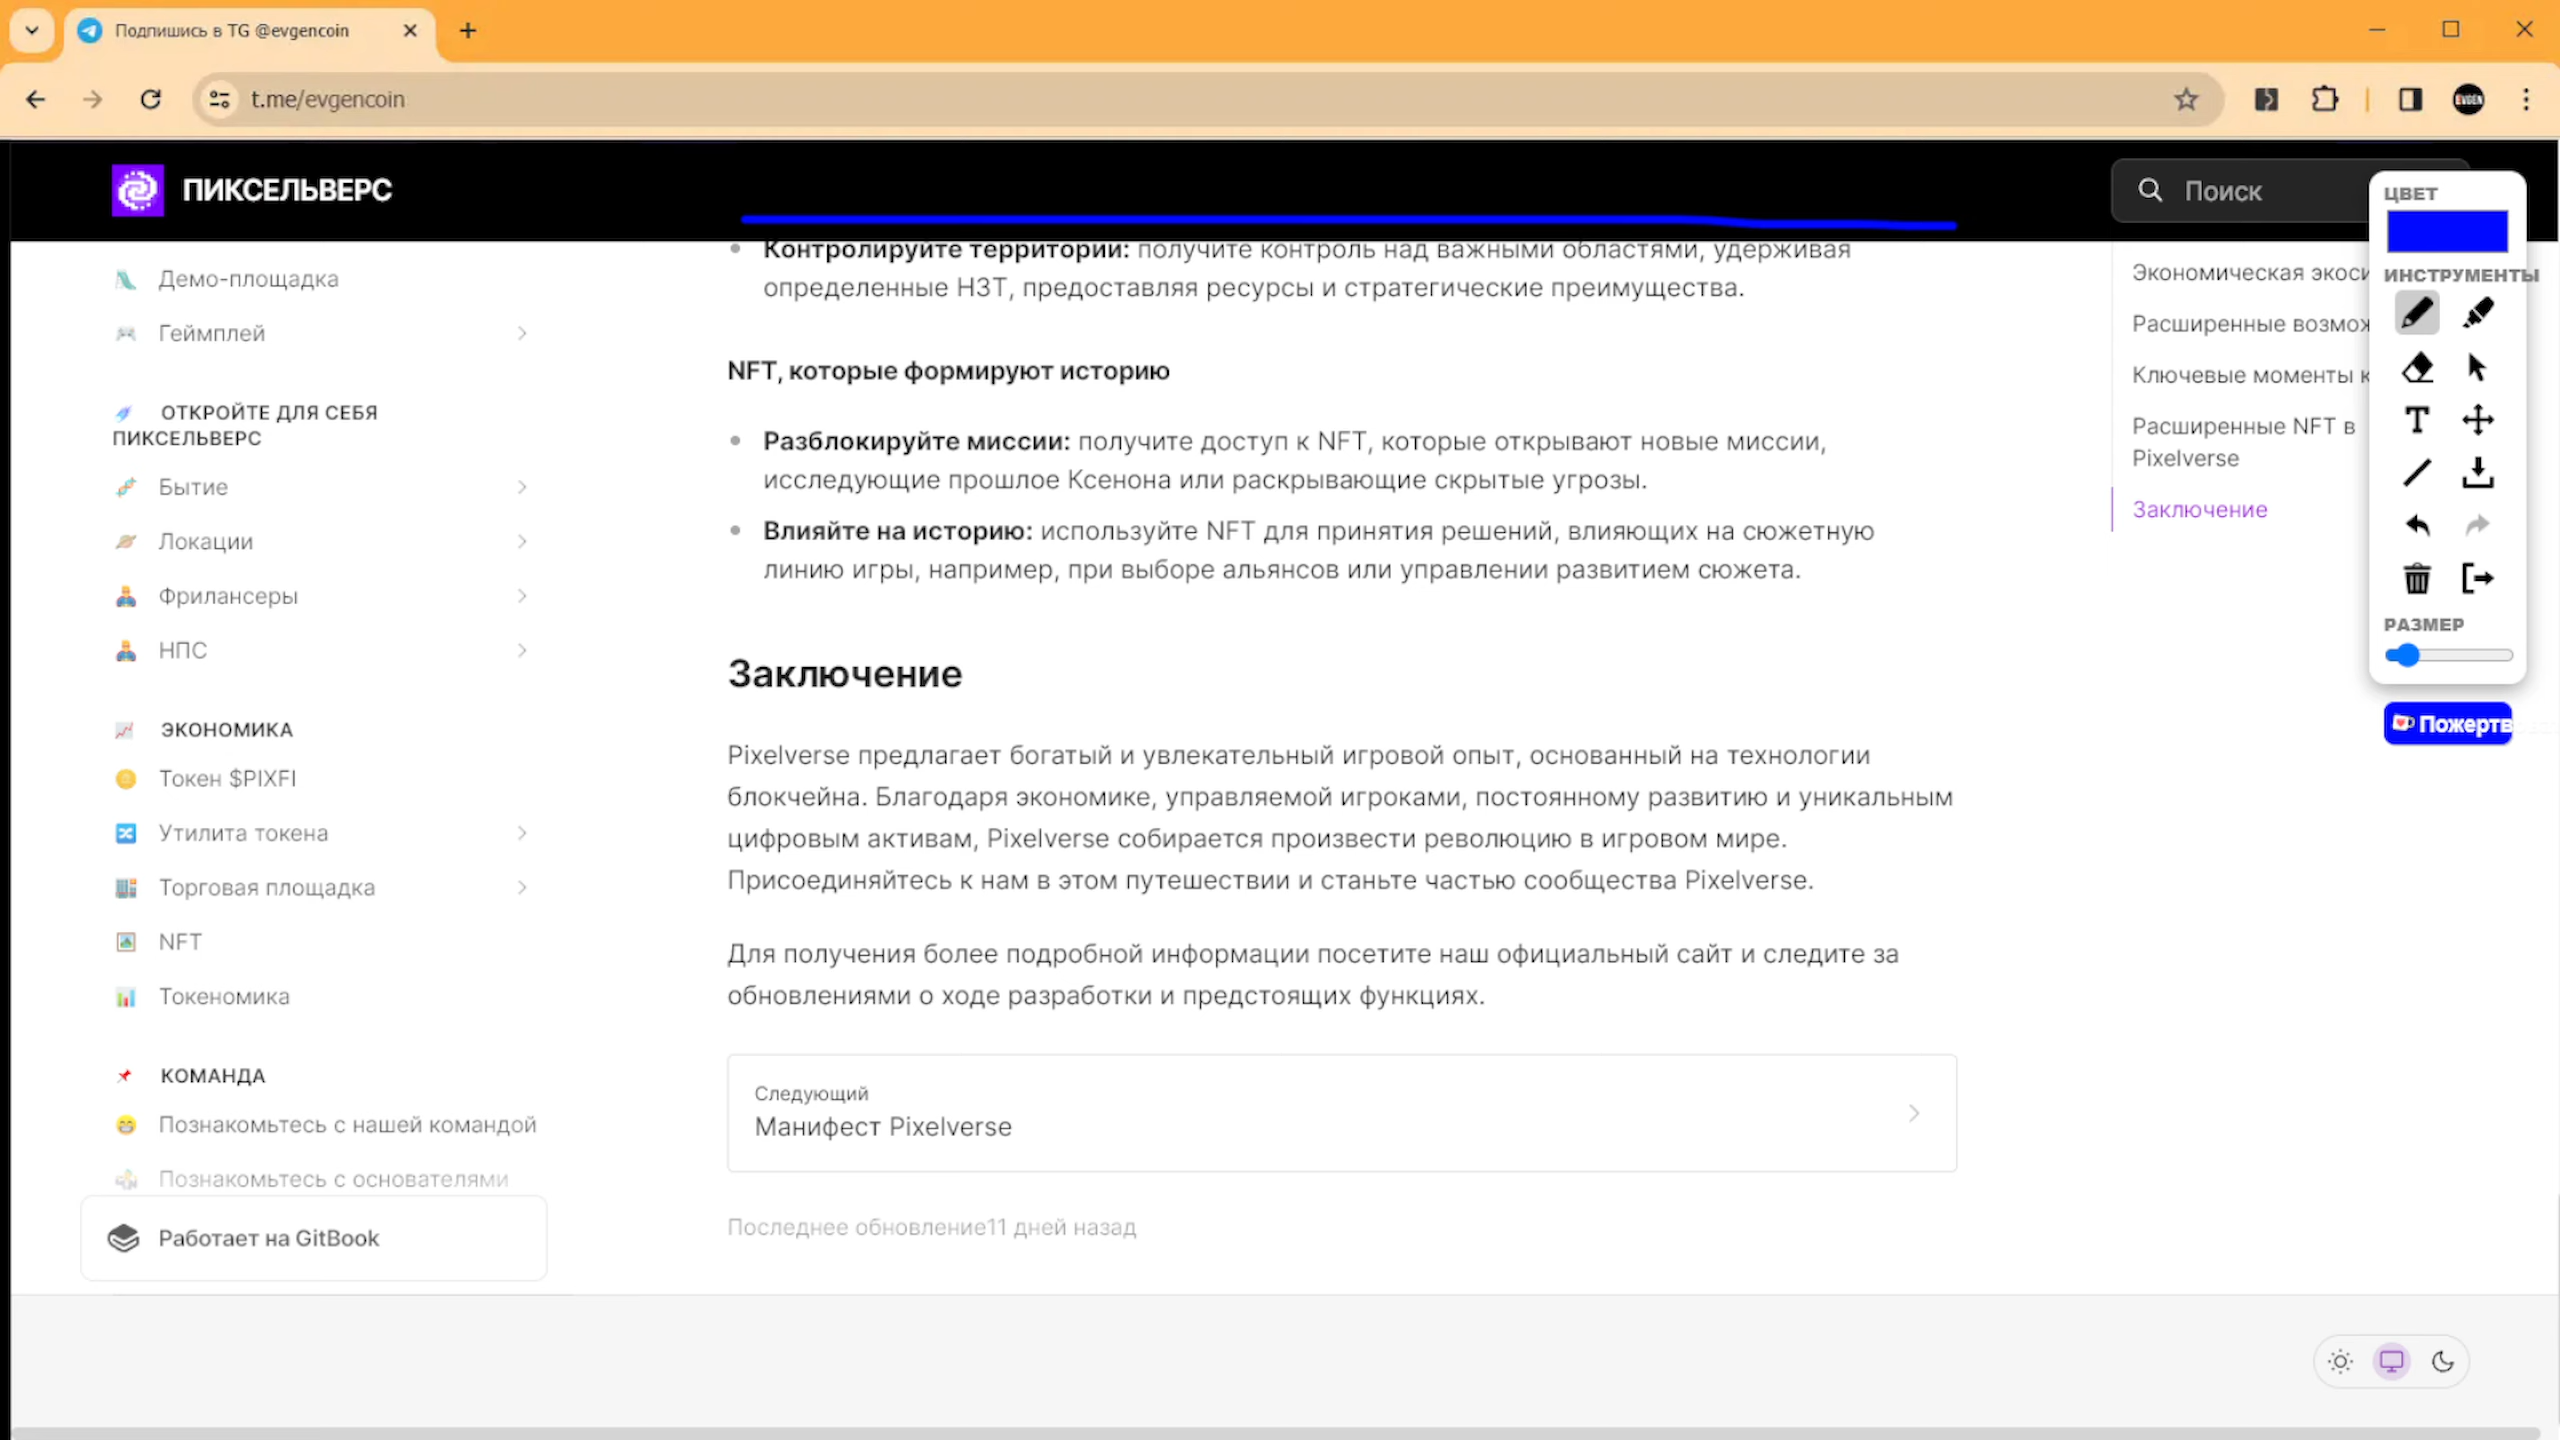 Подпишись в TG @evgencoin
t.me/evgencoin
EVGEN
ПИКСЕЛЬВЕРС
Поиск
Демо-площадка
Геймплей
ОТКРОЙТЕ ДЛЯ СЕБЯ
ПИКСЕЛЬВЕРС
Бытие
Локации
Фрилансеры
НПС
ЭКОНОМИКА
Токен $PIXFI
Утилита токена
Торговая площадка
NFT
Токеномика
КОМАНДА
Познакомьтесь с нашей командой
Познакомьтесь с основателями
Работает на GitBook
Контролируйте территории: получите контроль над важными областями, удерживая
определенные НЗТ, предоставляя ресурсы и стратегические преимущества.
NFT, которые формируют историю
Разблокируйте миссии: получите доступ к NFT, которые открывают новые миссии,
исследующие прошлое Ксенона или раскрывающие скрытые угрозы.
Влияйте на историю: используйте NFT для принятия решений, влияющих на сюжетную
линию игры, например, при выборе альянсов или управлении развитием сюжета.
Заключение
Pixelverse предлагает богатый и увлекательный игровой опыт, основанный на технологии
блокчейна. Благодаря экономике, управляемой игроками, постоянному развитию и уникальным
цифровым активам, Pixelverse собирается произвести революцию в игровом мире.
Присоединяйтесь к нам в этом путешествии и станьте частью сообщества Pixelverse.
Для получения более подробной информации посетите наш официальный сайт и следите за
обновлениями о ходе разработки и предстоящих функциях.
Следующий
Манифест Pixelverse
Последнее обновление11 дней назад
Экономическая экоси
Расширенные возмож
Ключевые моменты к
Расширенные NFT в
Pixelverse
Заключение
ЦВЕТ
ИНСТРУМЕНТЫ
РАЗМЕР
Пожертв